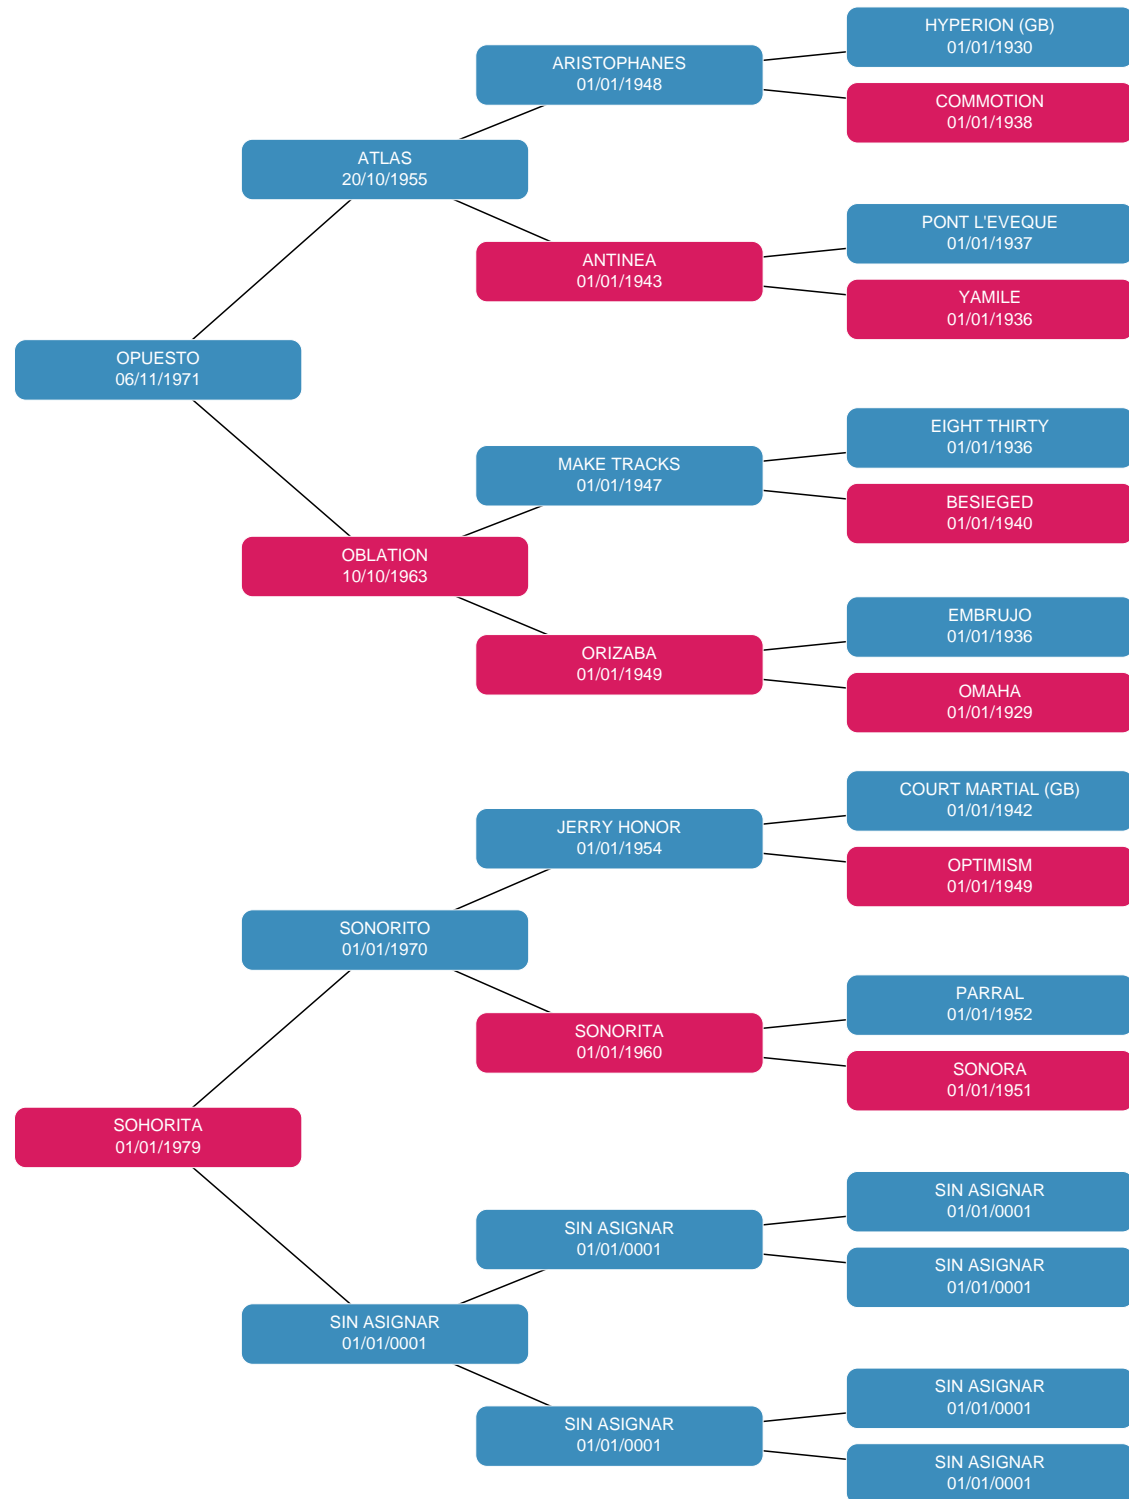 HYPERION (GB)
01/01/1930
ARISTOPHANES
01/01/1948
COMMOTION
01/01/1938
ATLAS
20/10/1955
PONT L'EVEQUE
01/01/1937
ANTINEA
01/01/1943
YAMILE
01/01/1936
OPUESTO
06/11/1971
EIGHT THIRTY
01/01/1936
MAKE TRACKS
01/01/1947
BESIEGED
01/01/1940
OBLATION
10/10/1963
EMBRUJO
01/01/1936
ORIZABA
01/01/1949
OMAHA
01/01/1929
COURT MARTIAL (GB)
01/01/1942
JERRY HONOR
01/01/1954
OPTIMISM
01/01/1949
SONORITO
01/01/1970
PARRAL
01/01/1952
SONORITA
01/01/1960
SONORA
01/01/1951
SOHORITA
01/01/1979
SIN ASIGNAR
01/01/0001
SIN ASIGNAR
01/01/0001
SIN ASIGNAR
01/01/0001
SIN ASIGNAR
01/01/0001
SIN ASIGNAR
01/01/0001
SIN ASIGNAR
01/01/0001
SIN ASIGNAR
01/01/0001